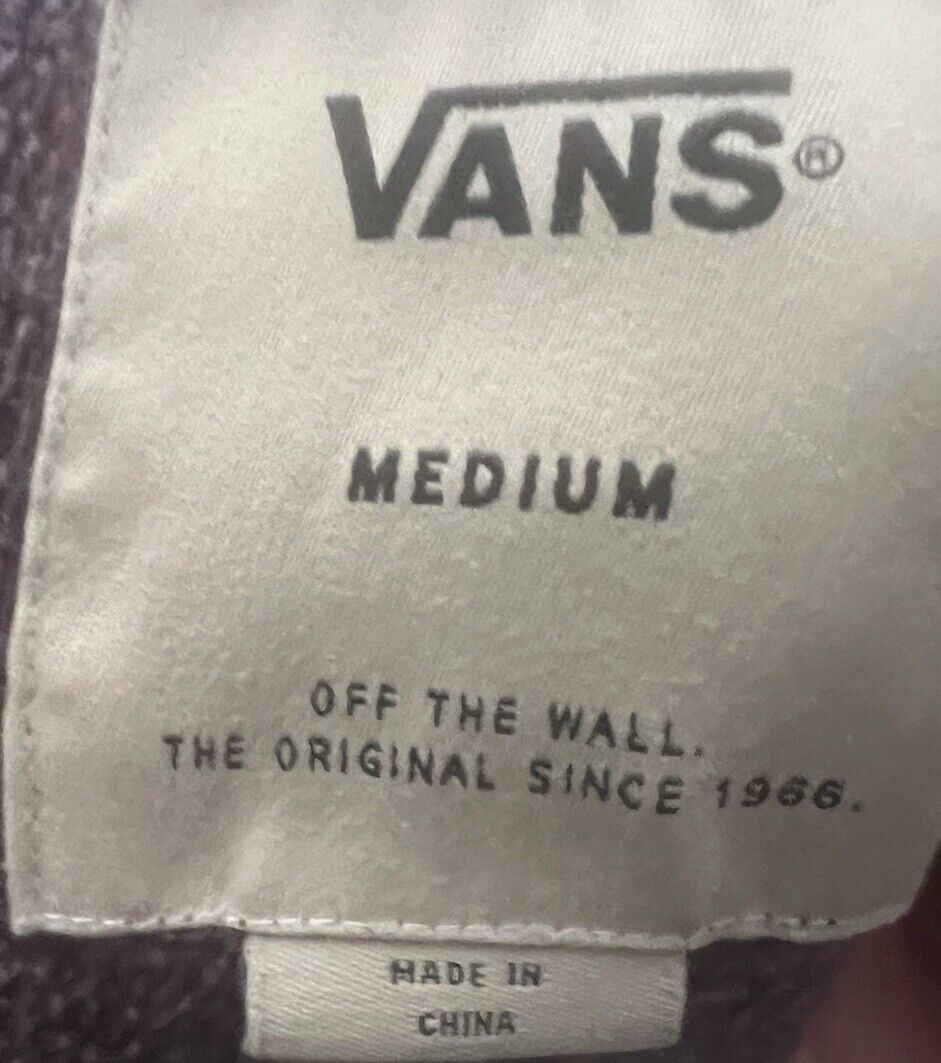 VANS®
MEDIUM
OFF THE WALL.
THE ORIGINAL SINCE 1966.
MADE IN
CHINA